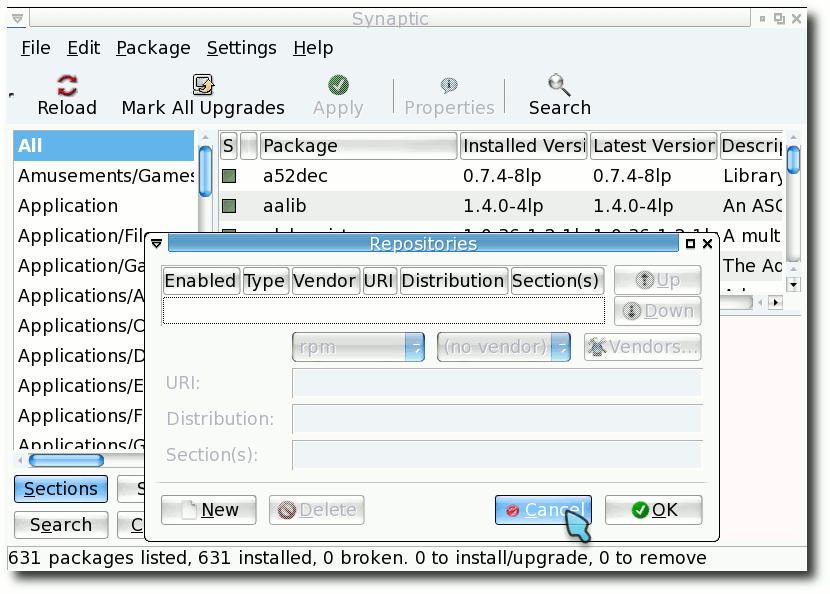 Synaptic
File Edit Package Settings Help
Reload Mark All Upgrades Apply Properties Search
All
S Package Installed Versi Latest Version Descrip
Amusements/Games
a52dec 0.7.4-8lp 0.7.4-8lp Library
Application
aalib 1.4.0-4lp 1.4.0-4lp An ASC
Application/File
A mult
Application/Ga
The Ad
Applications/A
Applications/C
Applications/D
Applications/E
Applications/F
Applications/G
Repositories
Enabled Type Vendor URI Distribution Section(s)
Up
Down
rpm (no vendor) Vendors...
URI:
Distribution:
Section(s):
New Delete Cancel OK
Sections S
Search C
631 packages listed, 631 installed, 0 broken. 0 to install/upgrade, 0 to remove